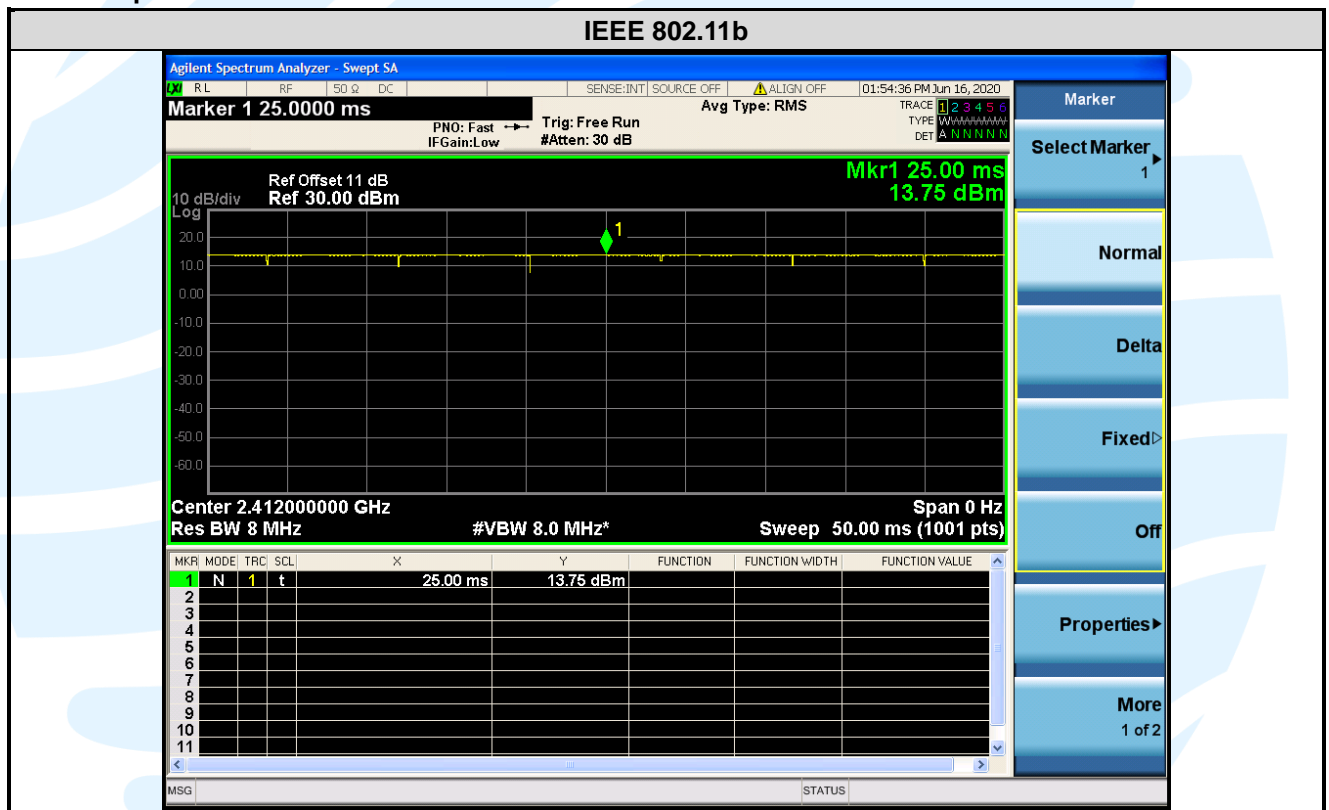 IEEE 802.11b
Agilent Spectrum Analyzer - Swept SA
LXI RL RF 50 Ω DC SENSE:INT SOURCE OFF ALIGN OFF 01:54:36 PM Jun 16, 2020
Marker 1 25.0000 ms
PNO: Fast
IFGain:Low
Trig: Free Run
#Atten: 30 dB
Avg Type: RMS
TRACE 1 2 3 4 5 6
TYPE WWWWWWW
DET A N N N N N
Ref Offset 11 dB
10 dB/div Ref 30.00 dBm
Log
Mkr1 25.00 ms
13.75 dBm
1
20.0
10.0
0.00
-10.0
-20.0
-30.0
-40.0
-50.0
-60.0
Center 2.412000000 GHz Span 0 Hz
Res BW 8 MHz #VBW 8.0 MHz* Sweep 50.00 ms (1001 pts)
MKR MODE TRC SCL X Y FUNCTION FUNCTION WIDTH FUNCTION VALUE
1 N 1 t 25.00 ms 13.75 dBm
2
3
4
5
6
7
8
9
10
11
MSG STATUS
Marker
Select Marker
1
Normal
Delta
Fixed
Off
Properties
More
1 of 2